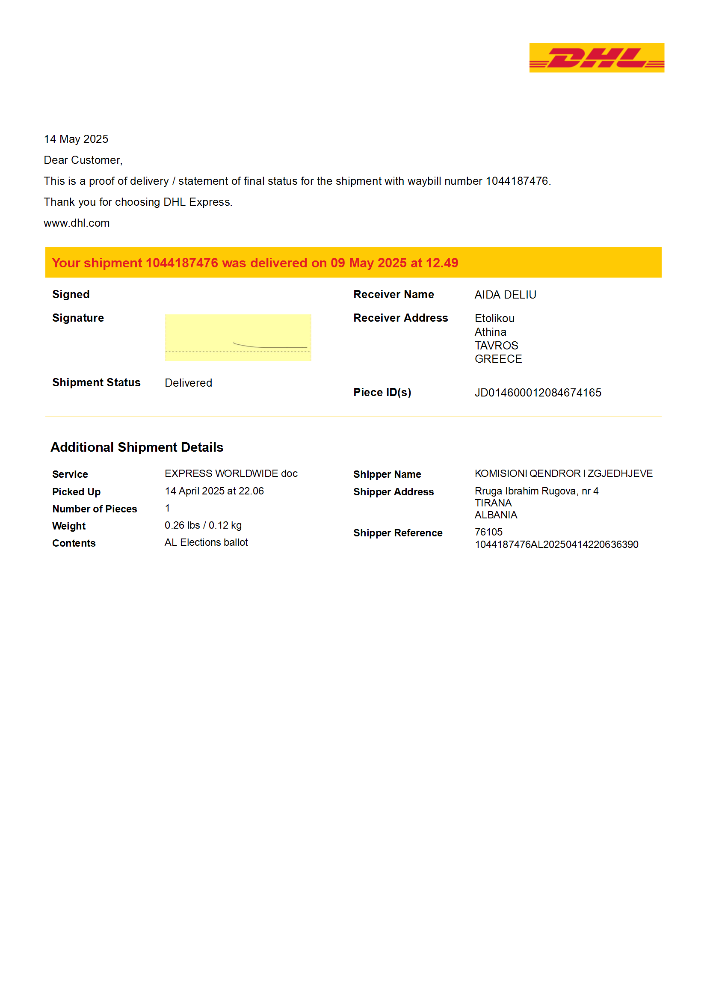 DHL
14 May 2025
Dear Customer,
This is a proof of delivery / statement of final status for the shipment with waybill number 1044187476.
Thank you for choosing DHL Express.
www.dhl.com
Your shipment 1044187476 was delivered on 09 May 2025 at 12.49
Signed
Receiver Name AIDA DELIU
Signature
Receiver Address Etolikou
Athina
TAVROS
GREECE
Shipment Status Delivered
Piece ID(s) JD014600012084674165
Additional Shipment Details
Service EXPRESS WORLDWIDE doc
Shipper Name KOMISIONI QENDROR I ZGJEDHJEVE
Picked Up 14 April 2025 at 22.06
Shipper Address Rruga Ibrahim Rugova, nr 4
TIRANA
ALBANIA
Number of Pieces 1
Weight 0.26 lbs / 0.12 kg
Shipper Reference 76105
1044187476AL20250414220636390
Contents AL Elections ballot